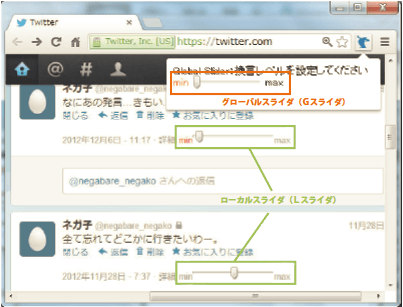 Twitter
Twitter, Inc. [US] https://twitter.com
Global Slider:換言レベルを設定してください
min max
グローバルスライダ（Gスライダ）
ネガ子 @negabare_negako
なにあの発言...きもい
閉じる 返信 削除 お気に入りに登録
2012年12月6日 - 11:17 · 詳細 min max
@negabare_negako さんへの返信
ローカルスライダ（Lスライダ）
ネガ子 @negabare_negako 11月28日
全て忘れてどこかに行きたいわー。
閉じる 返信 削除 お気に入りに登録
2012年11月28日 - 7:37 · 詳細 min max